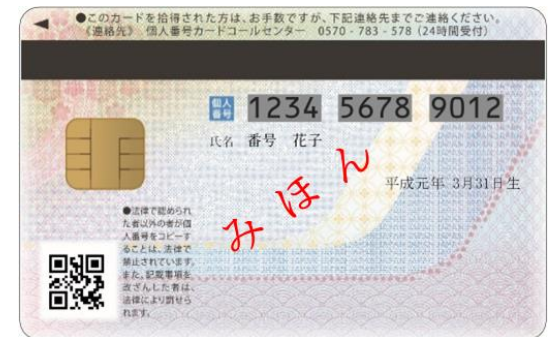 ●このカードを拾得された方は、お手数ですが、下記連絡先までご連絡ください。
《連絡先》 個人番号カードコールセンター 0570-783-578 (24時間受付)
個人番号 1234 5678 9012
氏名 番号 花子
平成元年 3月31日生
みほん
●法律で認められ
た者以外の者が個
人番号をコピーす
ることは、法律で
禁止されています。
また、記載事項を
改ざんした者は、
法律により罰せら
れます。